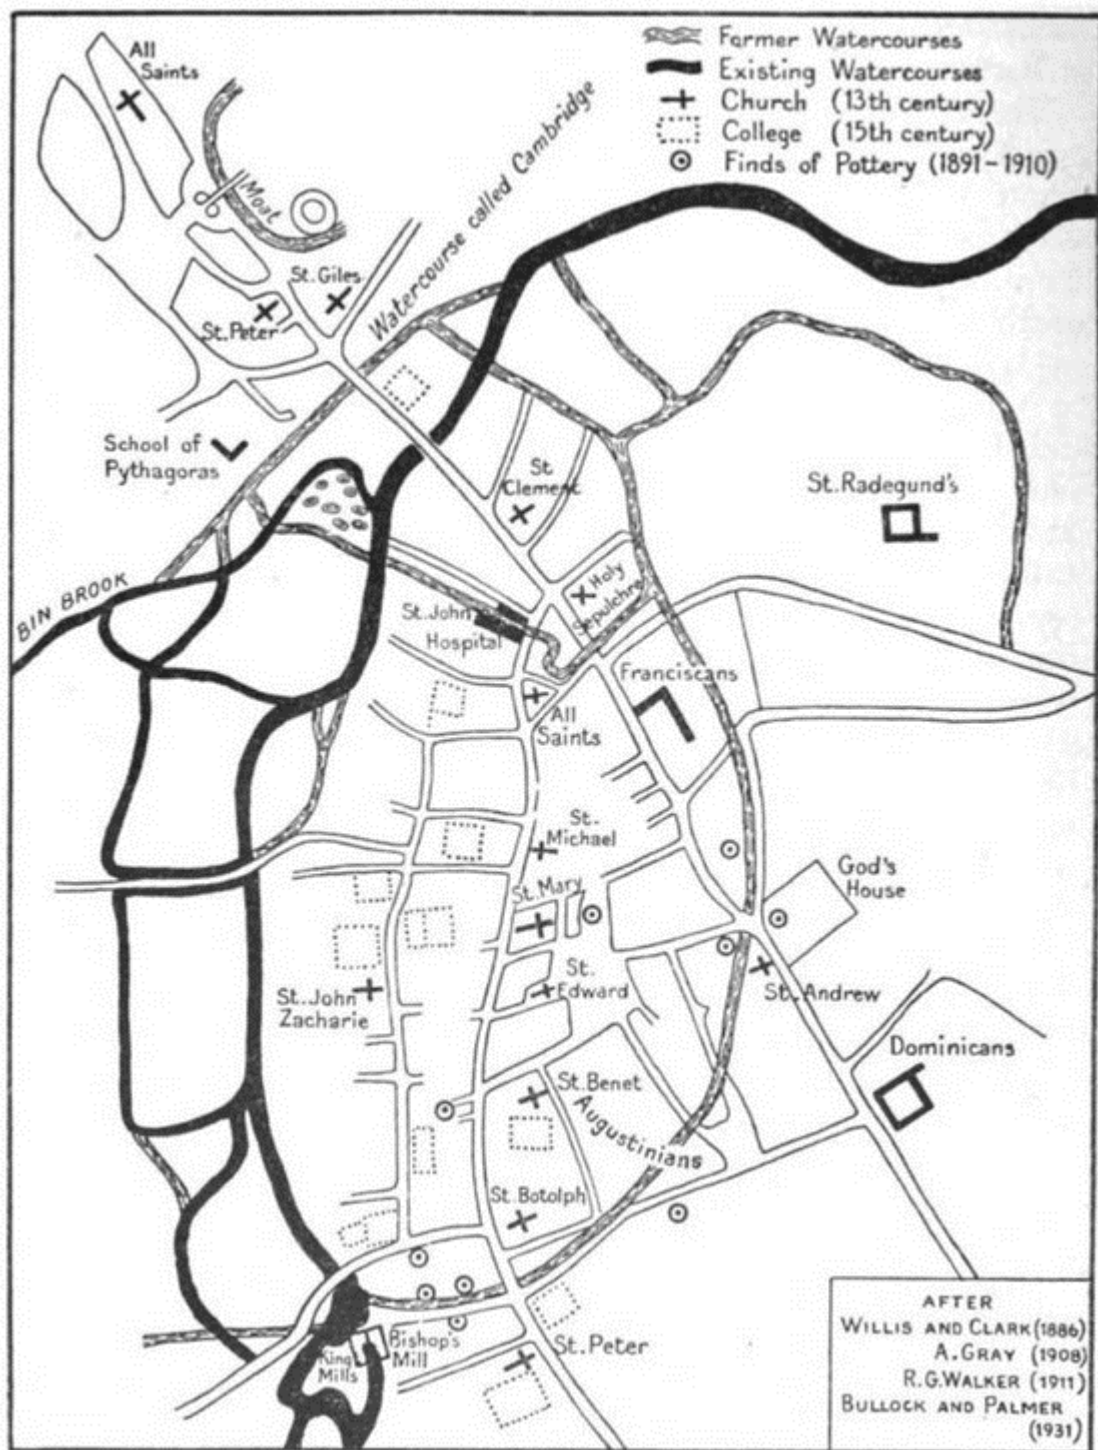 Former Watercourses
Existing Watercourses
Church (13th century)
College (15th century)
Finds of Pottery (1891-1910)
All
Saints
Moat
Watercourse called Cambridge
St. Giles
St. Peter
School of
Pythagoras
St
Clement
St. Radegund's
BIN BROOK
Holy
Sepulchre
St. John
Hospital
Franciscans
All
Saints
St.
Michael
God's
House
St. Mary
St.
Edward
St. Andrew
St. John
Zacharie
Dominicans
St. Benet
Augustinians
St. Botolph
King's
Mills
Bishop's
Mill
St. Peter
AFTER
WILLIS AND CLARK (1886)
A. GRAY (1908)
R.G. WALKER (1911)
BULLOCK AND PALMER
(1931)